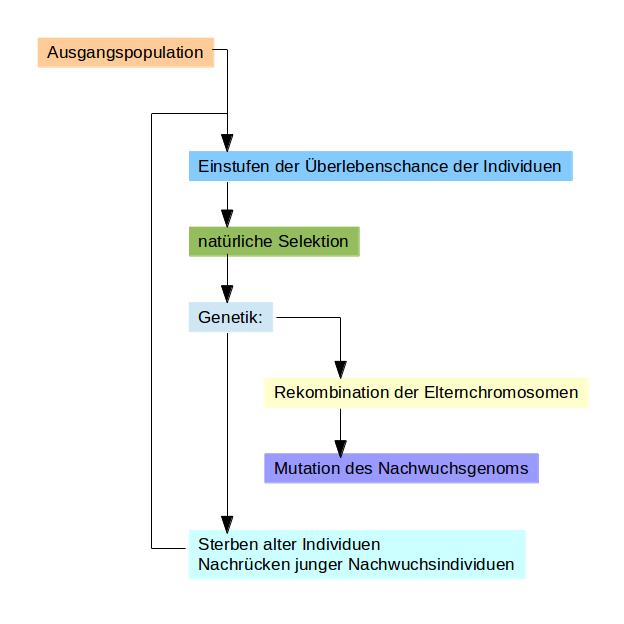 Ausgangspopulation
Einstufen der Überlebenschance der Individuen
natürliche Selektion
Genetik:
Rekombination der Elternchromosomen
Mutation des Nachwuchsgenoms
Sterben alter Individuen
Nachrücken junger Nachwuchsindividuen